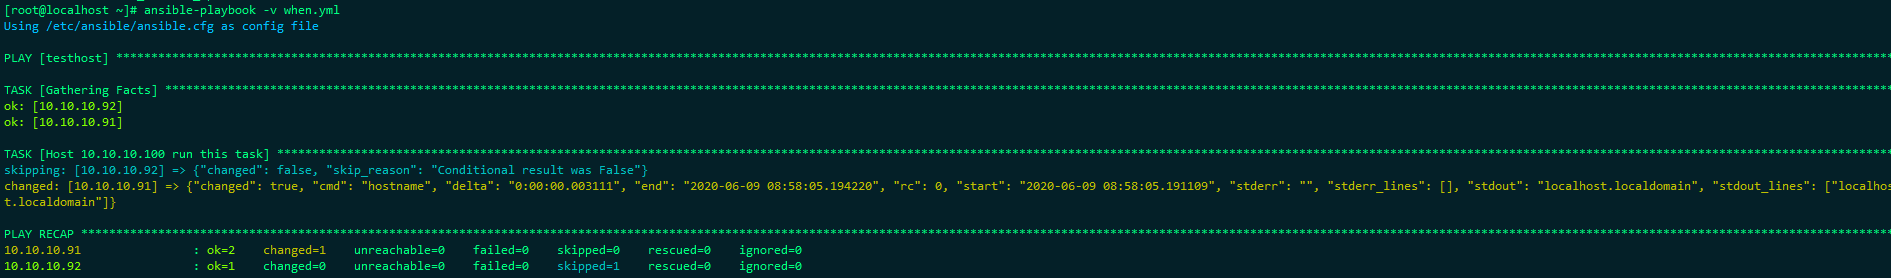 [root@localhost ~]# ansible-playbook -v when.yml
Using /etc/ansible/ansible.cfg as config file
PLAY [testhost] ****************************************************************************************************
TASK [Gathering Facts] ****************************************************************************************************
ok: [10.10.10.92]
ok: [10.10.10.91]
TASK [Host 10.10.10.100 run this task] ****************************************************************************************************
skipping: [10.10.10.92] => {"changed": false, "skip_reason": "Conditional result was False"}
changed: [10.10.10.91] => {"changed": true, "cmd": "hostname", "delta": "0:00:00.003111", "end": "2020-06-09 08:58:05.194220", "rc": 0, "start": "2020-06-09 08:58:05.191109", "stderr": "", "stderr_lines": [], "stdout": "localhost.localdomain", "stdout_lines": ["localhos
t.localdomain"]}
PLAY RECAP ****************************************************************************************************
10.10.10.91 : ok=2 changed=1 unreachable=0 failed=0 skipped=0 rescued=0 ignored=0
10.10.10.92 : ok=1 changed=0 unreachable=0 failed=0 skipped=1 rescued=0 ignored=0